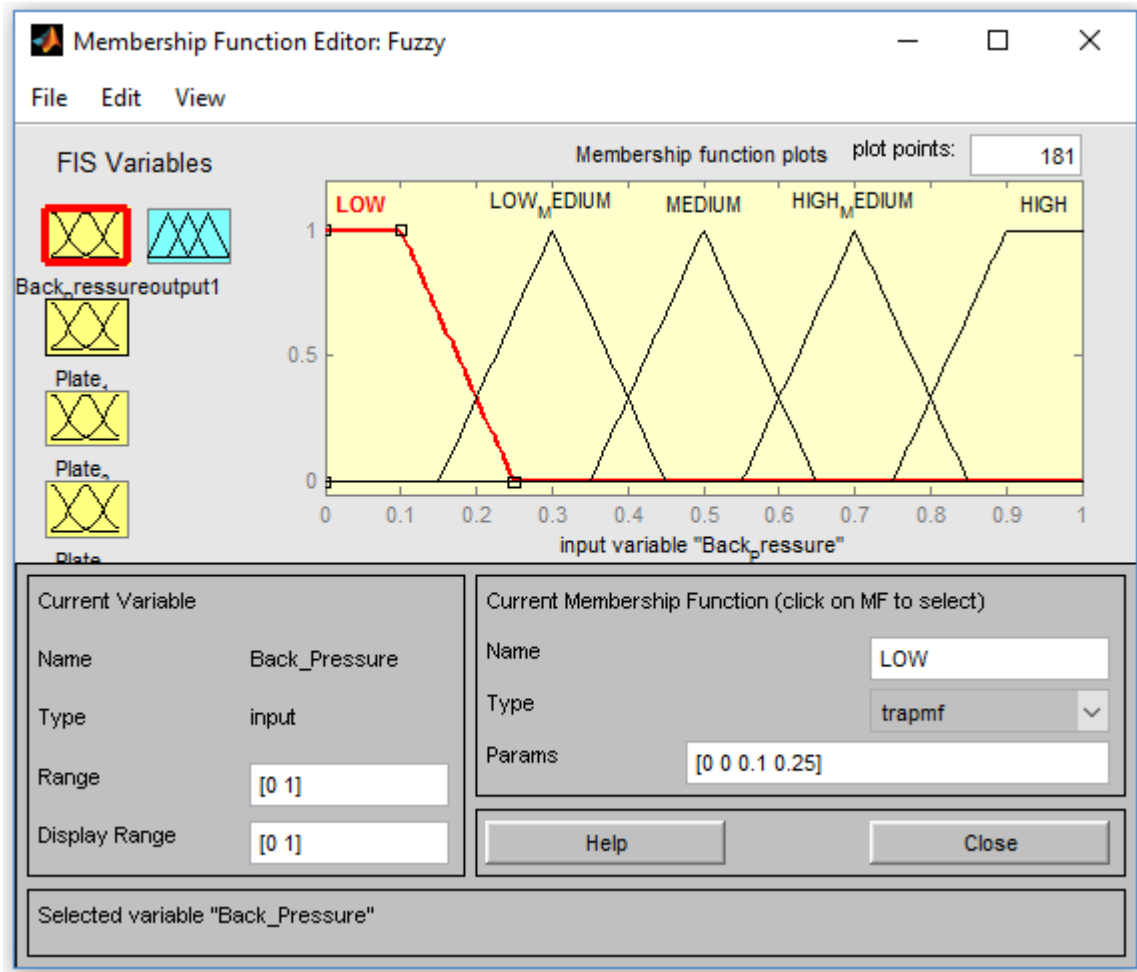 Membership Function Editor: Fuzzy
File Edit View
FIS Variables
Membership function plots plot points: 181
LOW LOW_MEDIUM MEDIUM HIGH_MEDIUM HIGH
1
0.5
0
0 0.1 0.2 0.3 0.4 0.5 0.6 0.7 0.8 0.9 1
input variable "Back_Pressure"
Back_Pressureoutput1
Plate_1
Plate_2
Plate
Current Variable
Name Back_Pressure
Type input
Range [0 1]
Display Range [0 1]
Current Membership Function (click on MF to select)
Name LOW
Type trapmf
Params [0 0 0.1 0.25]
Help Close
Selected variable "Back_Pressure"